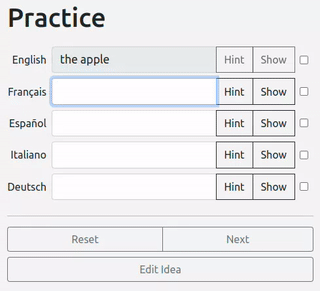 Practice
English the apple Hint Show
Français Hint Show
Español Hint Show
Italiano Hint Show
Deutsch Hint Show
Reset Next
Edit Idea